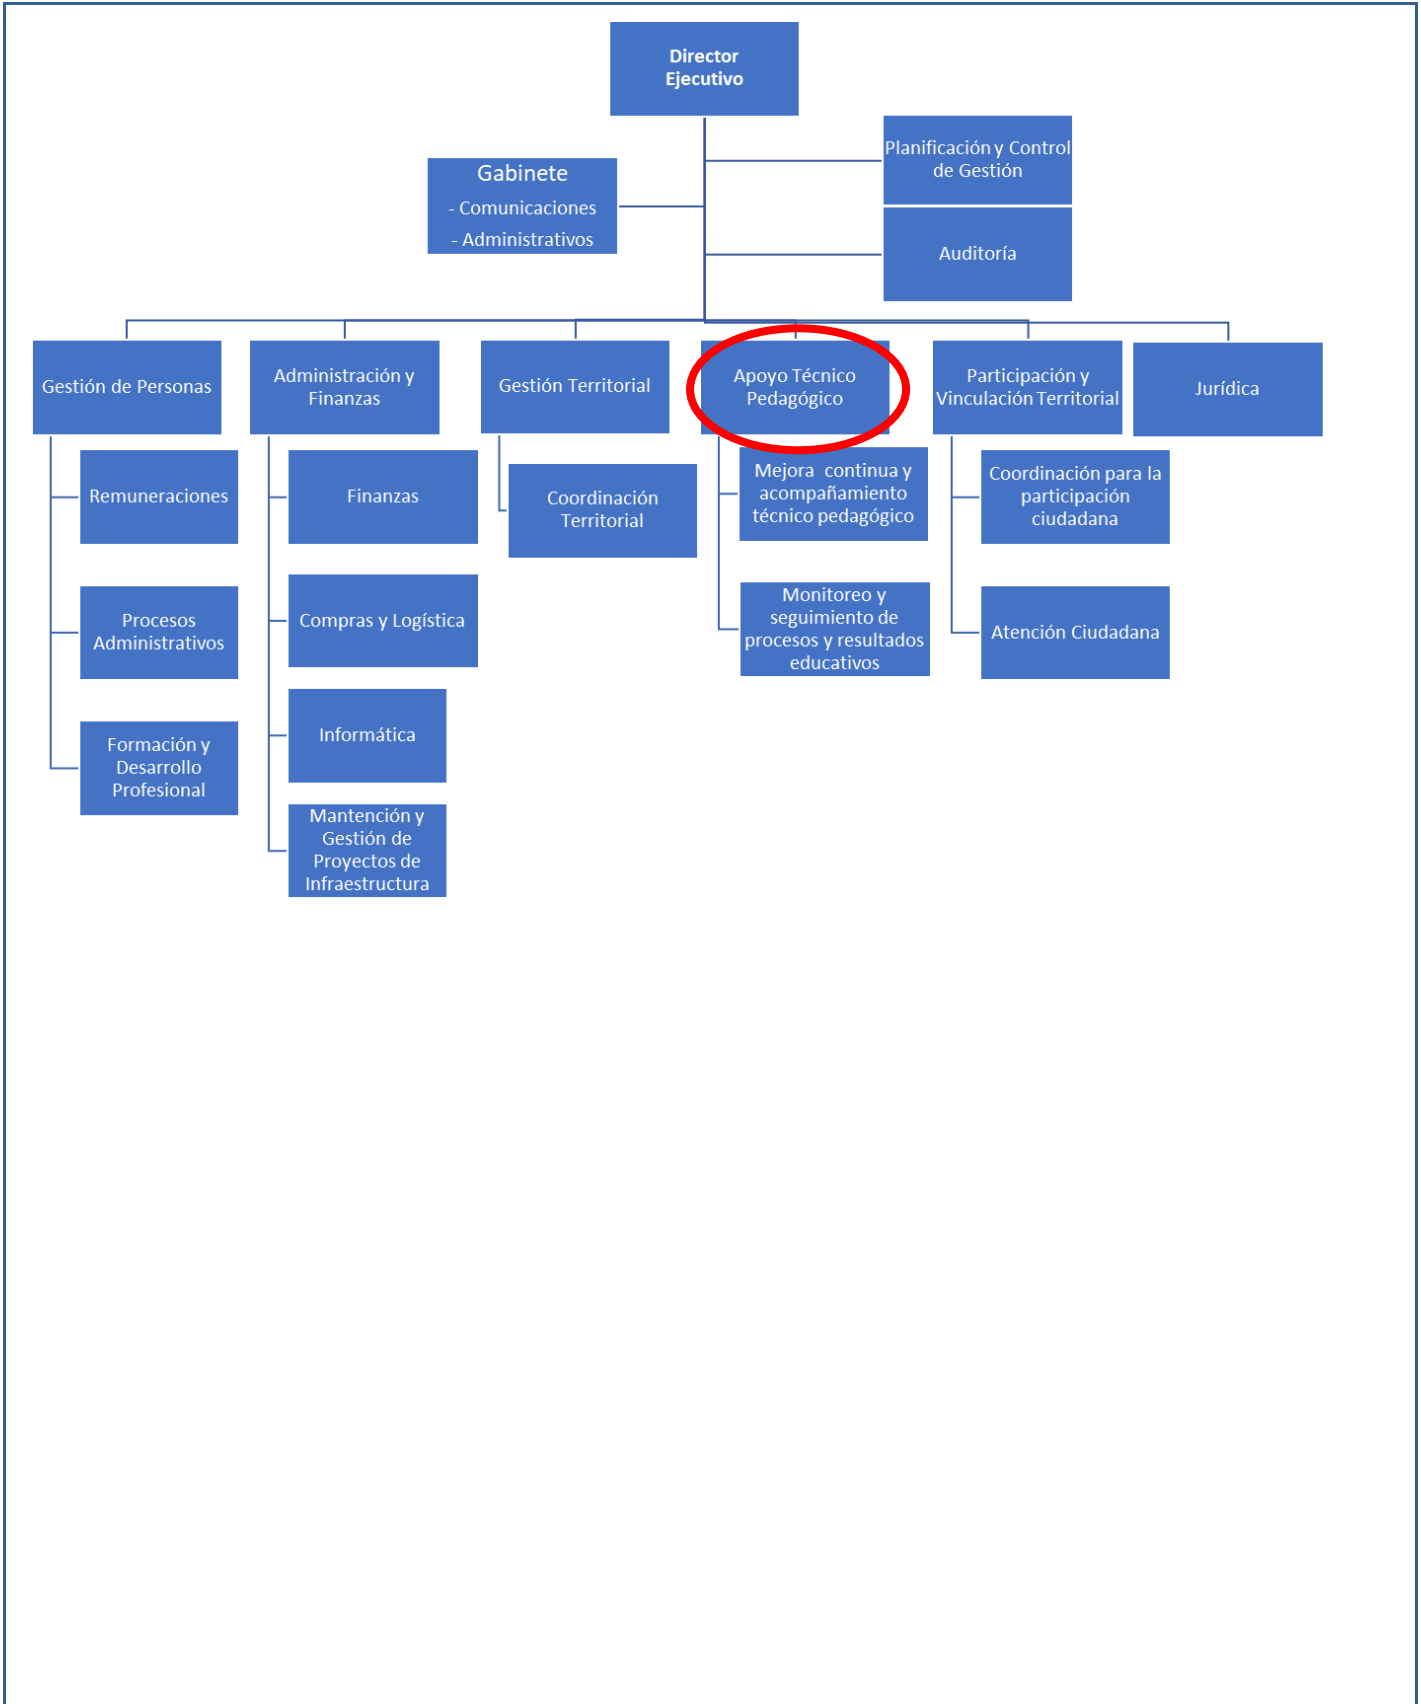 Director
Ejecutivo
Planificación y Control
de Gestión
Gabinete
- Comunicaciones
- Administrativos
Auditoría
Gestión de Personas
Administración y
Finanzas
Gestión Territorial
Apoyo Técnico
Pedagógico
Participación y
Vinculación Territorial
Jurídica
Remuneraciones
Procesos
Administrativos
Formación y
Desarrollo
Profesional
Finanzas
Compras y Logística
Informática
Mantención y
Gestión de
Proyectos de
Infraestructura
Coordinación
Territorial
Mejora  continua y
acompañamiento
técnico pedagógico
Monitoreo y
seguimiento de
procesos y resultados
educativos
Coordinación para la
participación
ciudadana
Atención Ciudadana